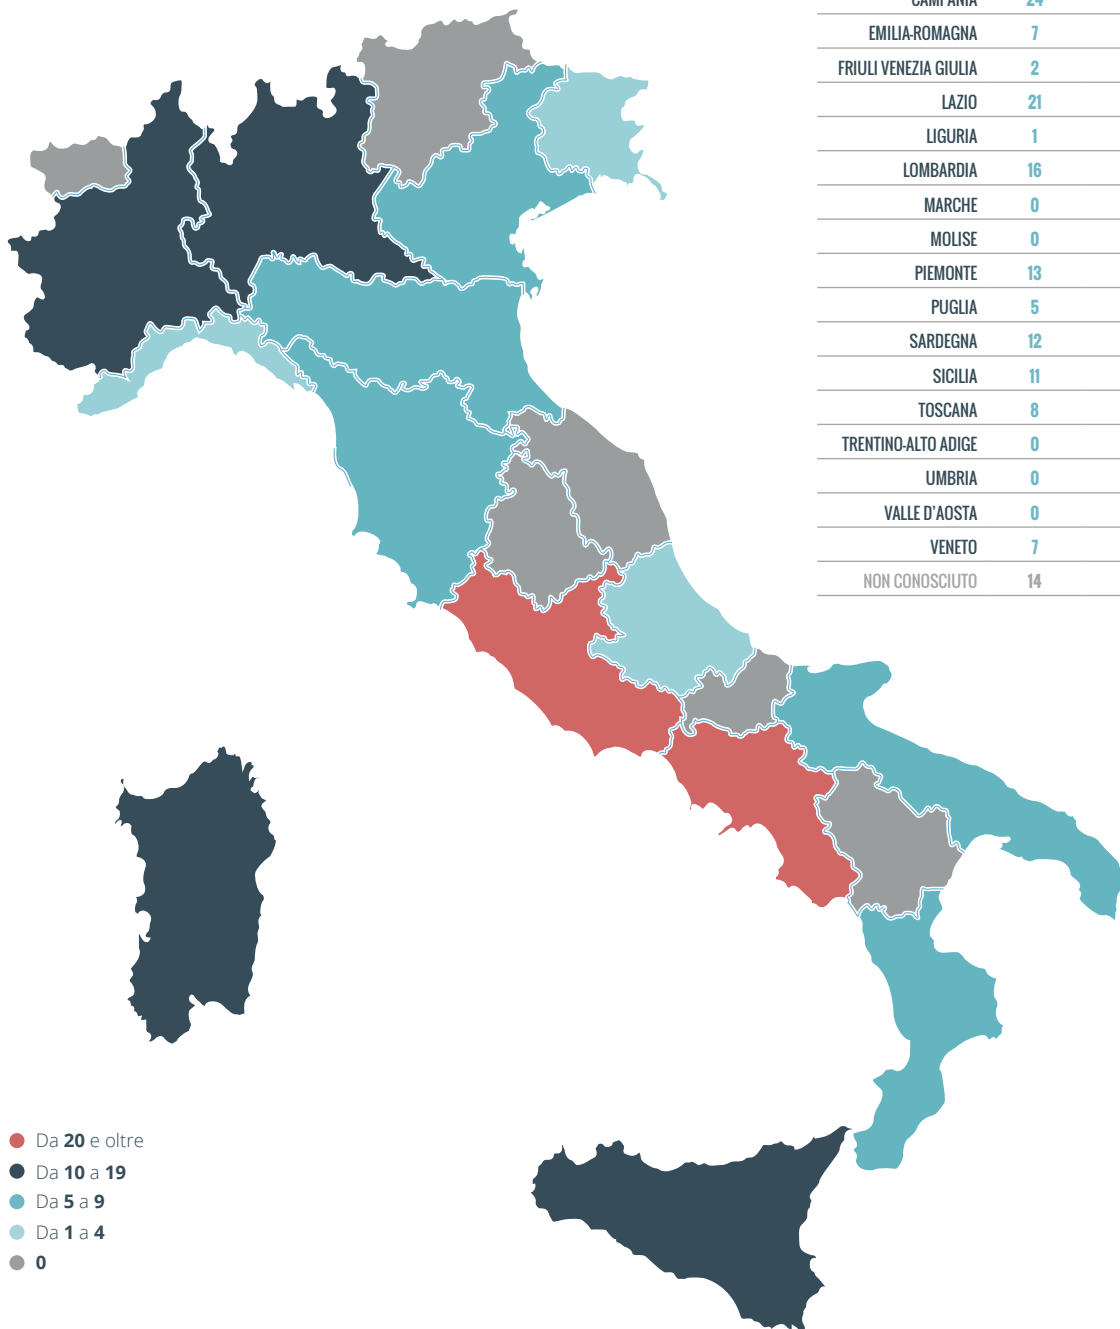 CAMPANIA 24
EMILIA-ROMAGNA 7
FRIULI VENEZIA GIULIA 2
LAZIO 21
LIGURIA 1
LOMBARDIA 16
MARCHE 0
MOLISE 0
PIEMONTE 13
PUGLIA 5
SARDEGNA 12
SICILIA 11
TOSCANA 8
TRENTINO-ALTO ADIGE 0
UMBRIA 0
VALLE D'AOSTA 0
VENETO 7
NON CONOSCIUTO 14
Da 20 e oltre
Da 10 a 19
Da 5 a 9
Da 1 a 4
0